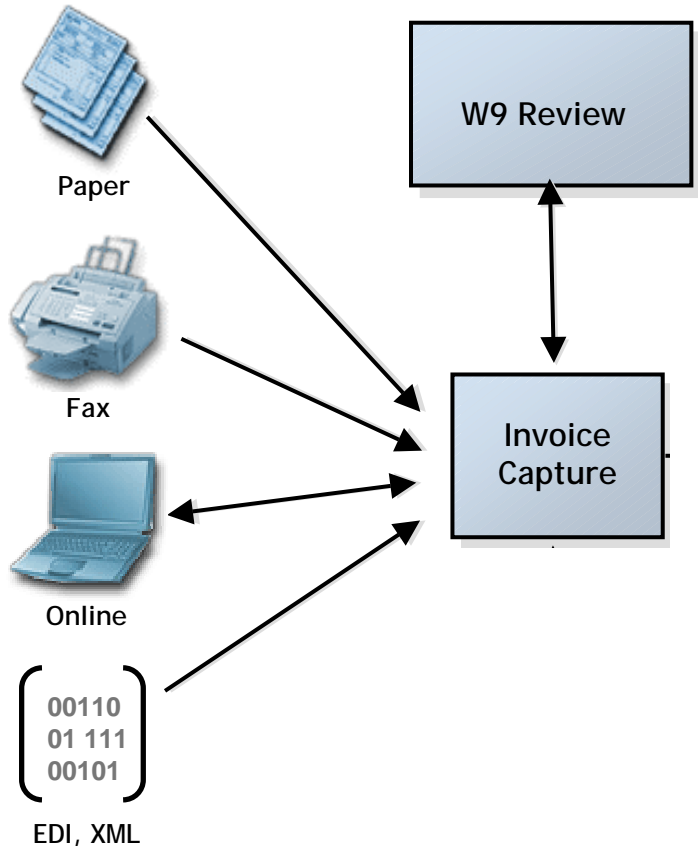 Paper
W9 Review
Fax
Invoice
Capture
Online
00110
01 111
00101
EDI, XML